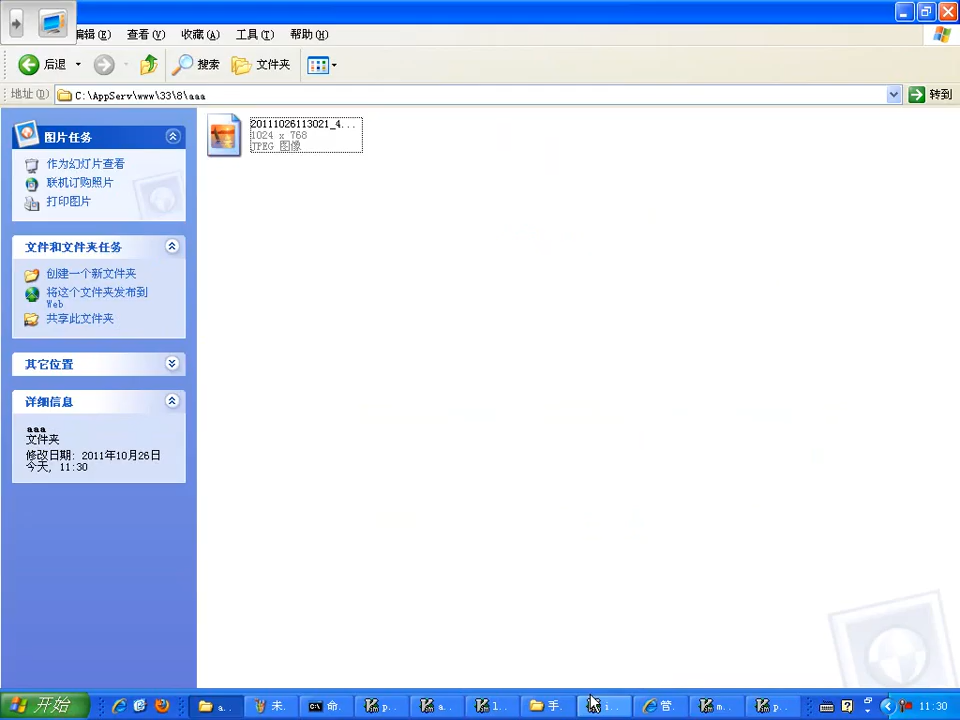 编辑(E) 查看(V) 收藏(A) 工具(T) 帮助(H)
后退 搜索 文件夹
地址(D) C:\AppServ\www\33\8\aaa 转到
图片任务
作为幻灯片查看
联机订购照片
打印图片
文件和文件夹任务
创建一个新文件夹
将这个文件夹发布到
Web
共享此文件夹
其它位置
详细信息
aaa
文件夹
修改日期: 2011年10月26日
今天, 11:30
20111026113021_4...
1024 x 768
JPEG 图像
开始 a.. 未. 命. p.. a.. l.. 手. i.. 管. m.. p.. 11:30